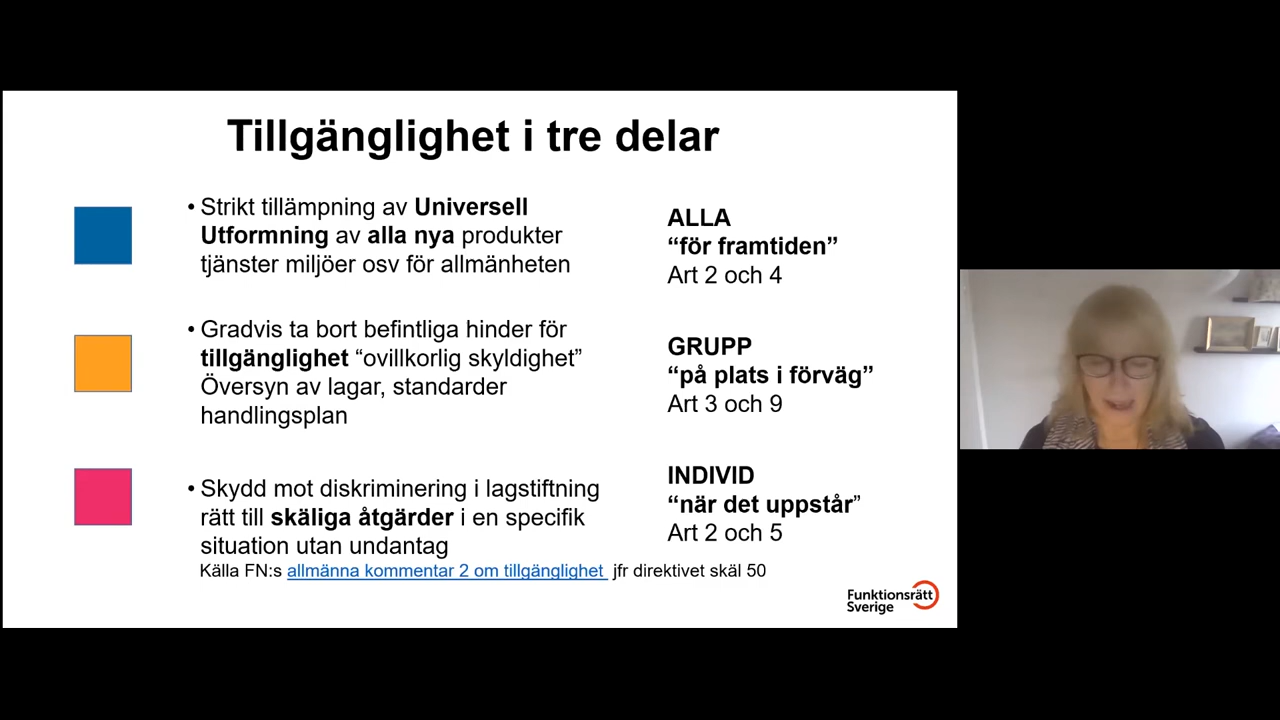 Tillgänglighet i tre delar
• Strikt tillämpning av Universell
Utformning av alla nya produkter
tjänster miljöer osv för allmänheten
ALLA
“för framtiden”
Art 2 och 4
• Gradvis ta bort befintliga hinder för
tillgänglighet “ovillkorlig skyldighet”
Översyn av lagar, standarder
handlingsplan
GRUPP
“på plats i förväg”
Art 3 och 9
• Skydd mot diskriminering i lagstiftning
rätt till skäliga åtgärder i en specifik
situation utan undantag
INDIVID
“när det uppstår”
Art 2 och 5
Källa FN:s allmänna kommentar 2 om tillgänglighet jfr direktivet skäl 50
Funktionsrätt
Sverige